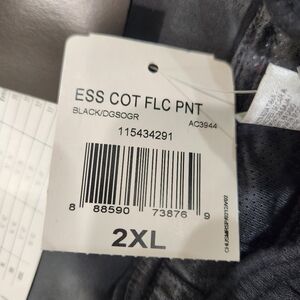 ESS COT FLC PNT
BLACK/DGSOGR
AC3944
115434291
8 88590 73876 9
2XL